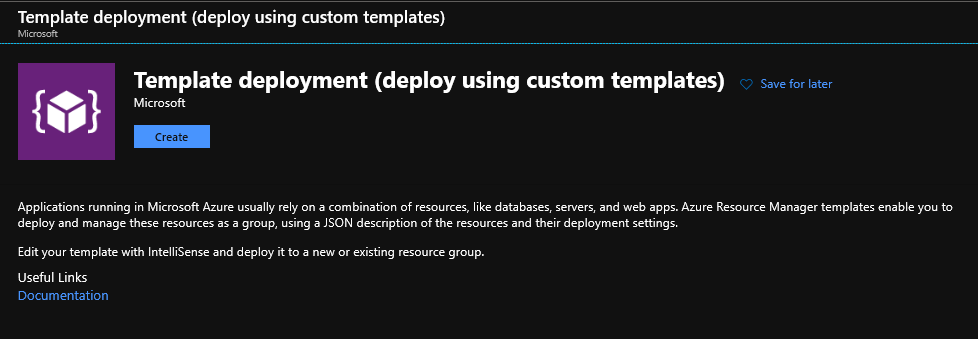 Template deployment (deploy using custom templates)
Microsoft
Template deployment (deploy using custom templates)
Save for later
Microsoft
Create
Applications running in Microsoft Azure usually rely on a combination of resources, like databases, servers, and web apps. Azure Resource Manager templates enable you to
deploy and manage these resources as a group, using a JSON description of the resources and their deployment settings.
Edit your template with IntelliSense and deploy it to a new or existing resource group.
Useful Links
Documentation